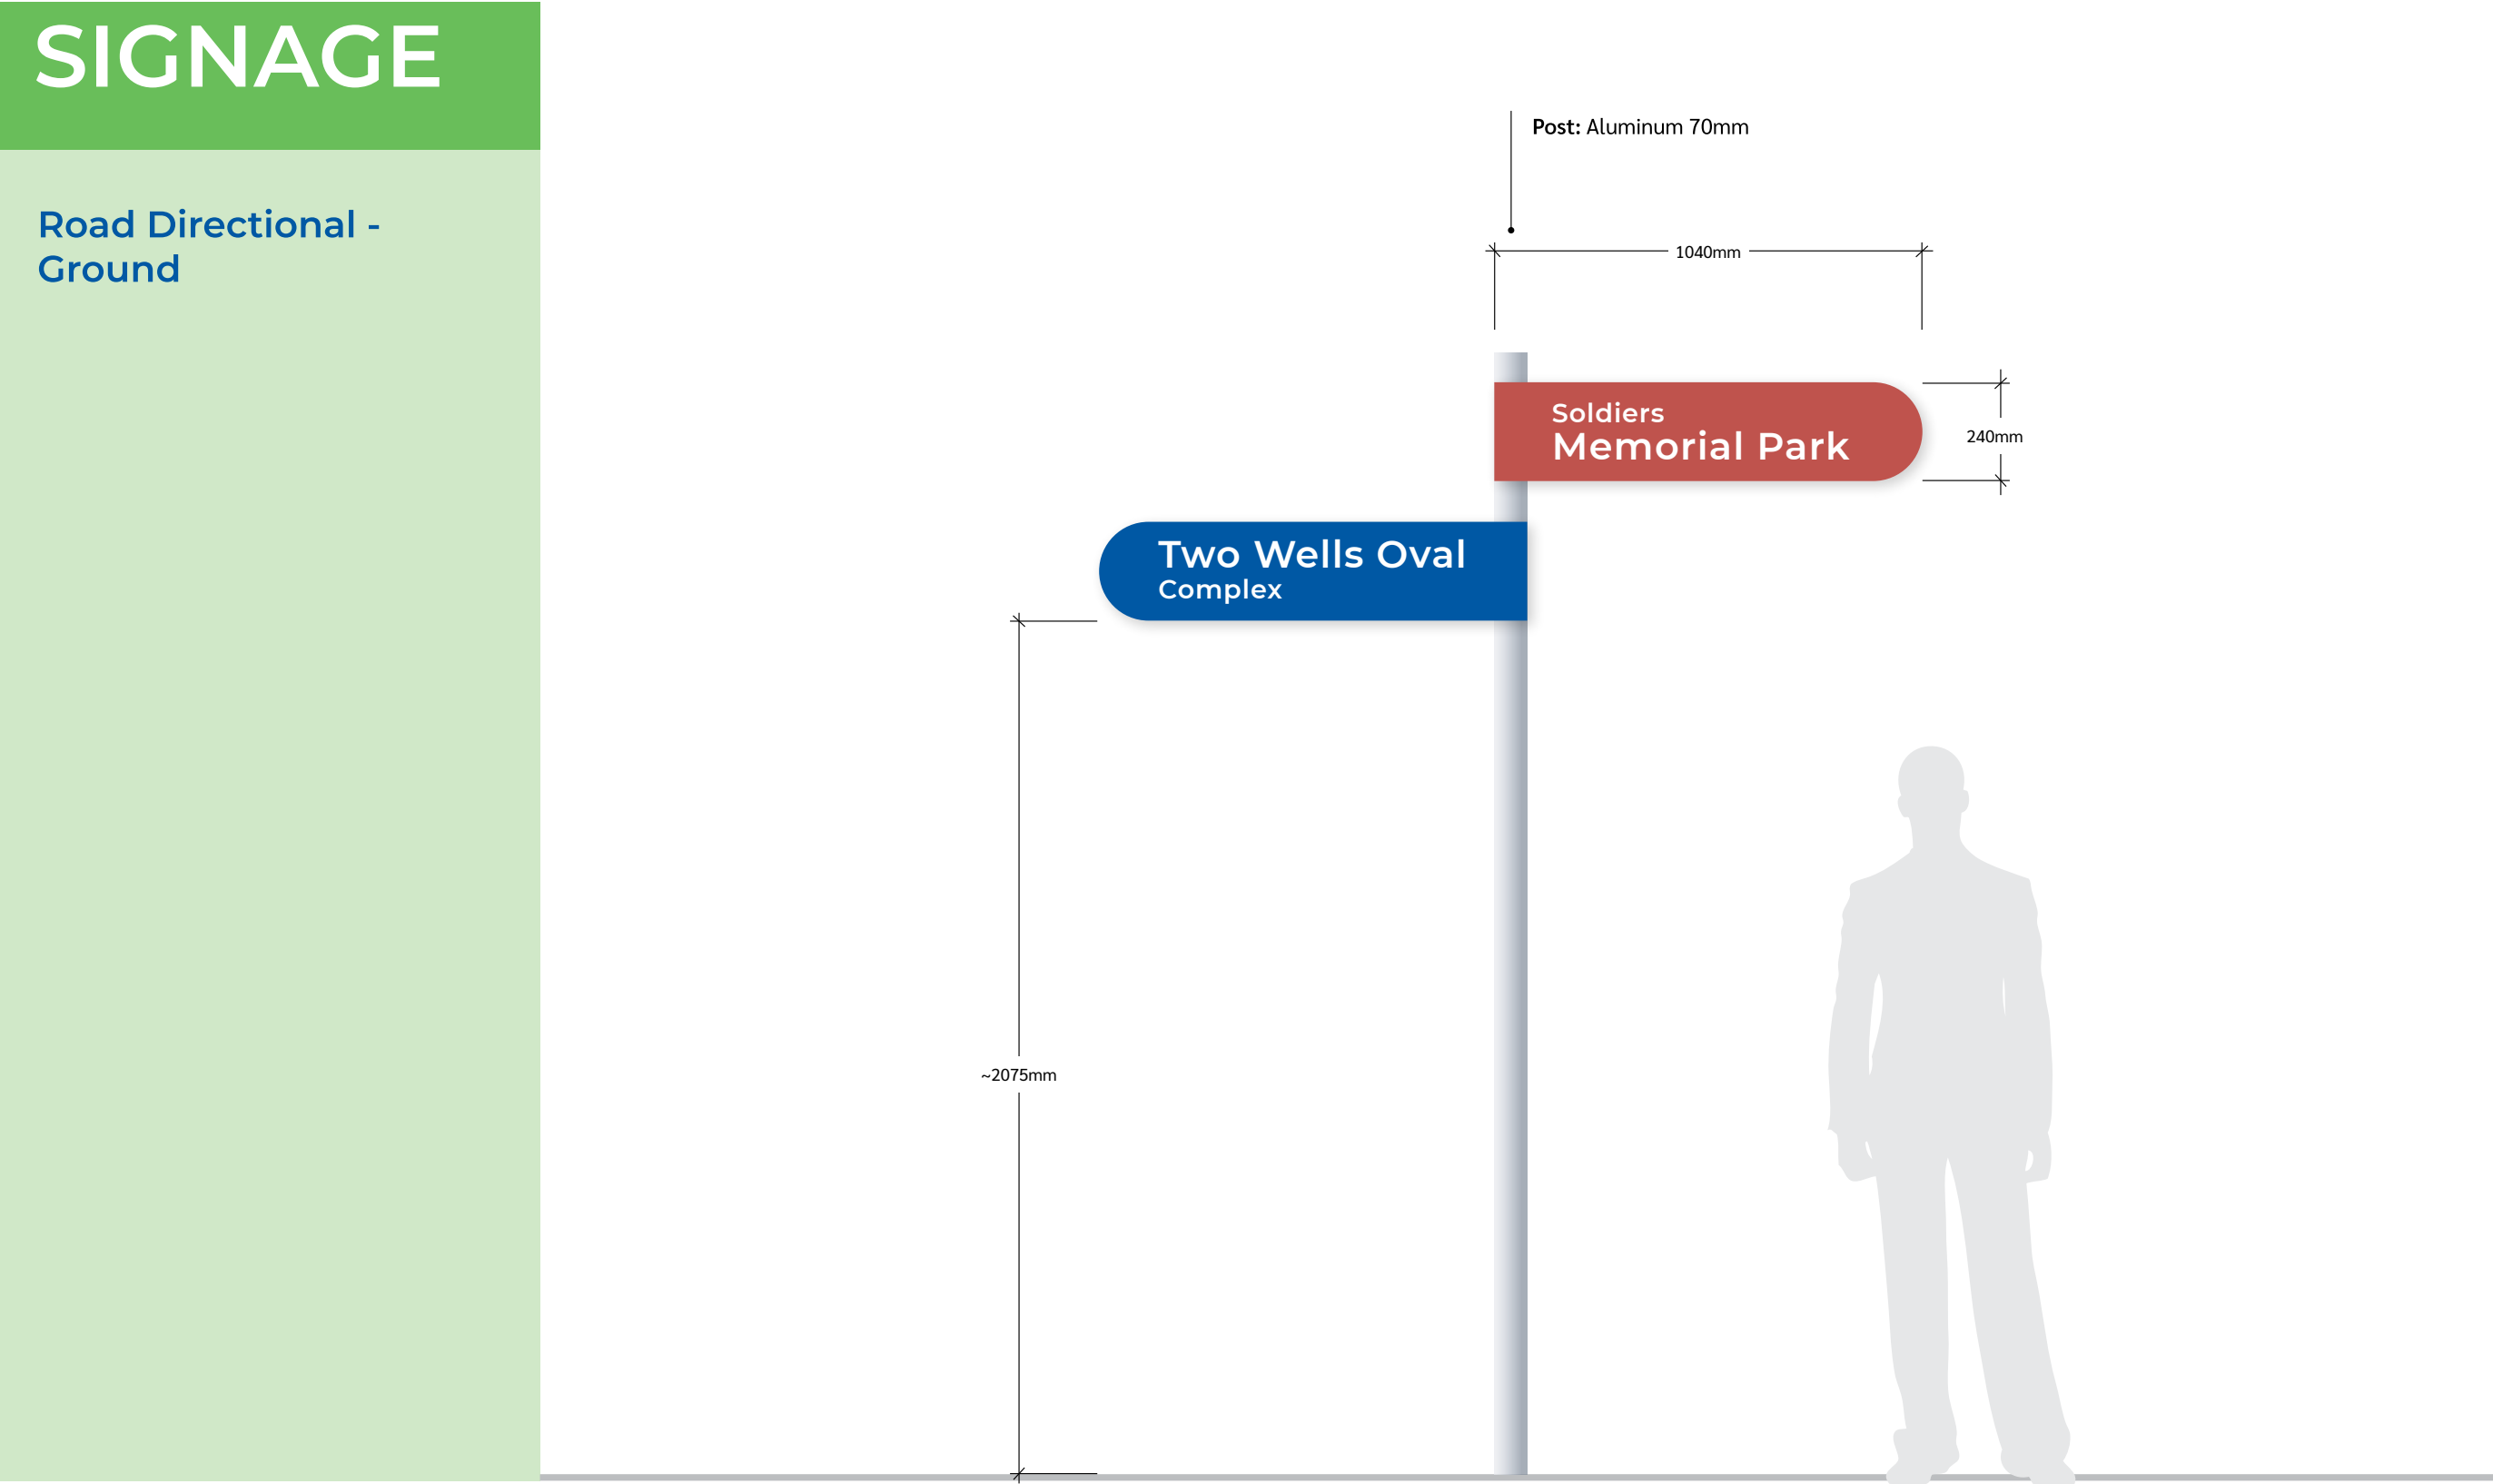 SIGNAGE
Road Directional -
Ground
Post: Aluminum 70mm
1040mm
Soldiers
Memorial Park
240mm
Two Wells Oval
Complex
~2075mm